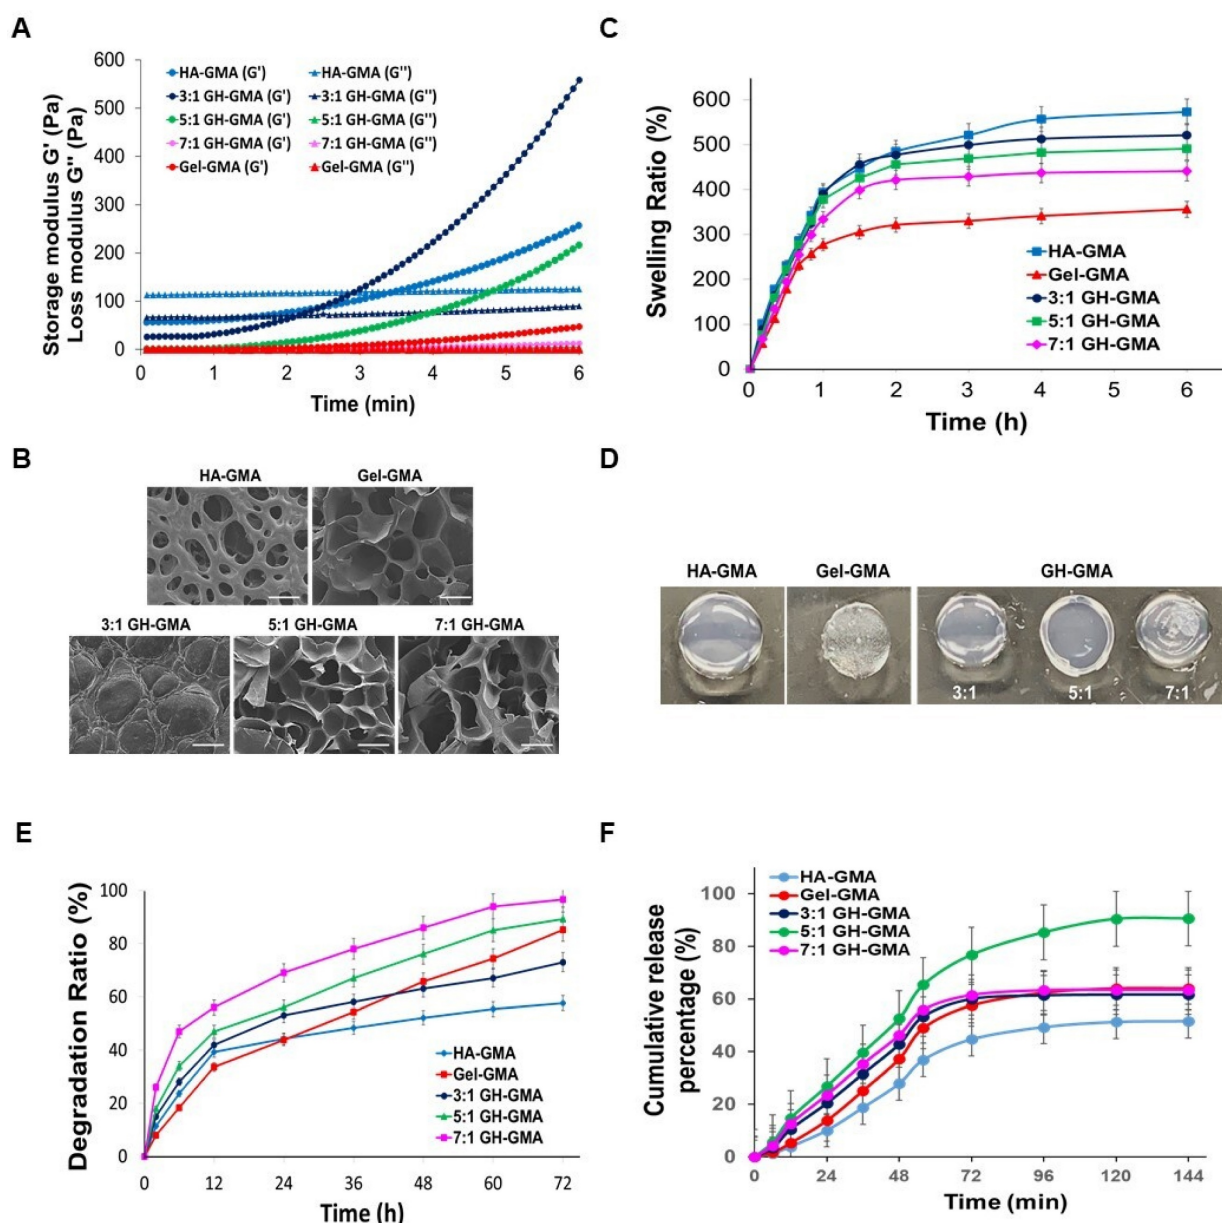 A
600
500
400
300
200
100
0
Storage modulus G' (Pa)
Loss modulus G'' (Pa)
HA-GMA (G')
HA-GMA (G'')
3:1 GH-GMA (G')
3:1 GH-GMA (G'')
5:1 GH-GMA (G')
5:1 GH-GMA (G'')
7:1 GH-GMA (G')
7:1 GH-GMA (G'')
Gel-GMA (G')
Gel-GMA (G'')
0 1 2 3 4 5 6
Time (min)
C
600
500
400
300
200
100
0
Swelling Ratio (%)
HA-GMA
Gel-GMA
3:1 GH-GMA
5:1 GH-GMA
7:1 GH-GMA
0 1 2 3 4 5 6
Time (h)
B
HA-GMA
Gel-GMA
3:1 GH-GMA
5:1 GH-GMA
7:1 GH-GMA
D
HA-GMA
Gel-GMA
GH-GMA
3:1
5:1
7:1
E
100
80
60
40
20
0
Degradation Ratio (%)
HA-GMA
Gel-GMA
3:1 GH-GMA
5:1 GH-GMA
7:1 GH-GMA
0 12 24 36 48 60 72
Time (h)
F
100
80
60
40
20
0
Cumulative release
percentage (%)
HA-GMA
Gel-GMA
3:1 GH-GMA
5:1 GH-GMA
7:1 GH-GMA
0 24 48 72 96 120 144
Time (min)